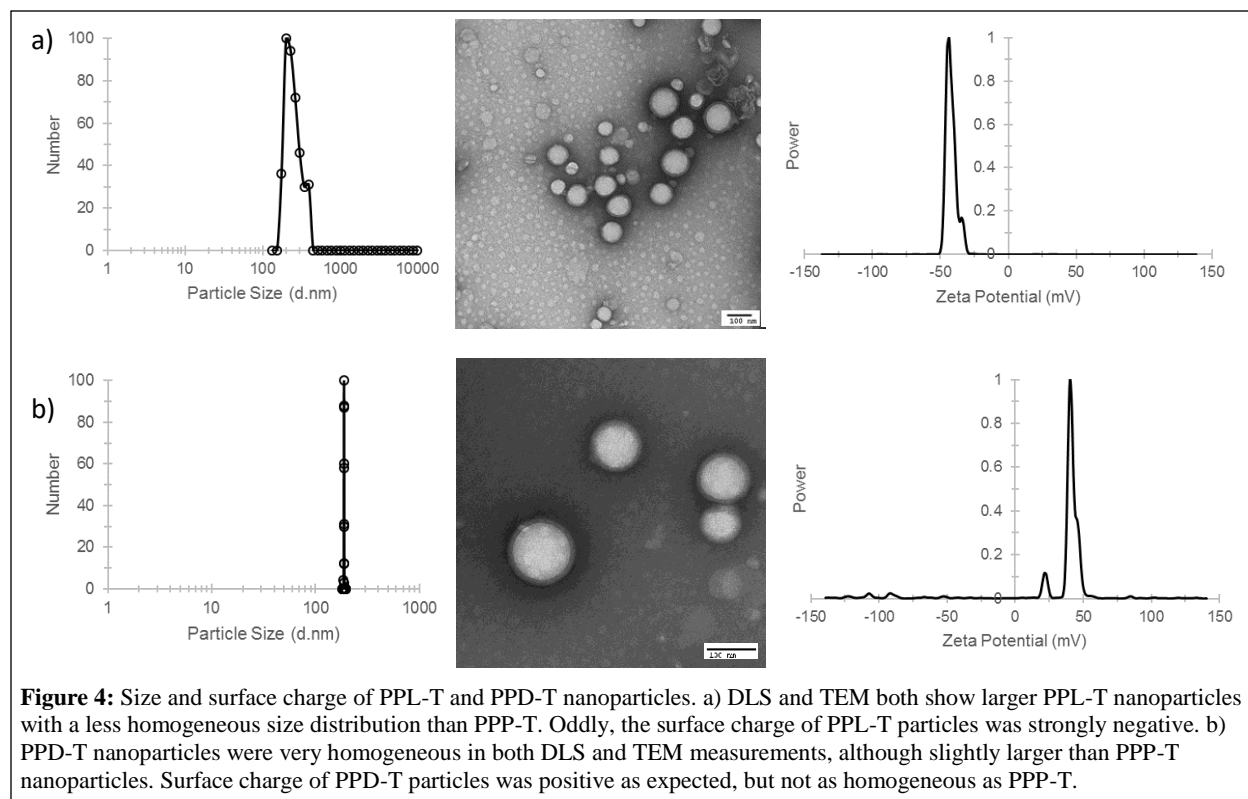 a)
100
80
60
40
20
0
Number
1 10 100 1000 10000
Particle Size (d.nm)
100 nm
1
0.8
0.6
0.4
0.2
0
Power
-150 -100 -50 0 50 100 150
Zeta Potential (mV)
b)
100
80
60
40
20
0
Number
1 10 100 1000
Particle Size (d.nm)
100 nm
1
0.8
0.6
0.4
0.2
0
Power
-150 -100 -50 0 50 100 150
Zeta Potential (mV)
Figure 4: Size and surface charge of PPL-T and PPD-T nanoparticles. a) DLS and TEM both show larger PPL-T nanoparticles
with a less homogeneous size distribution than PPP-T. Oddly, the surface charge of PPL-T particles was strongly negative. b)
PPD-T nanoparticles were very homogeneous in both DLS and TEM measurements, although slightly larger than PPP-T
nanoparticles. Surface charge of PPD-T particles was positive as expected, but not as homogeneous as PPP-T.